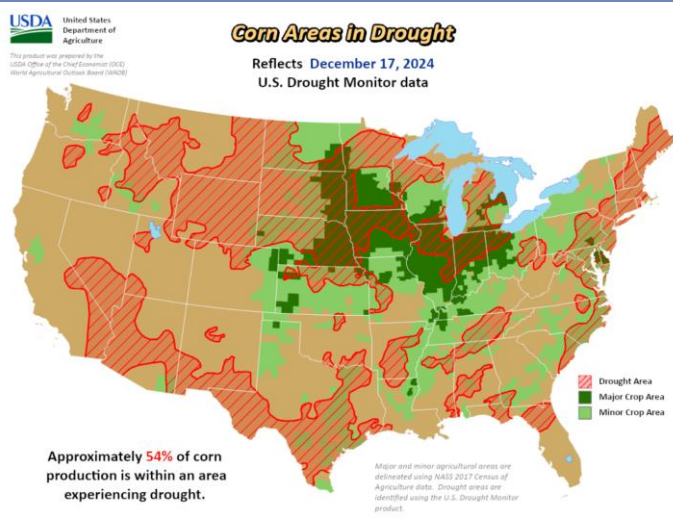 USDA
United States
Department of
Agriculture
This product was prepared by the
USDA Office of the Chief Economist (OCE)
World Agricultural Outlook Board (WAOB)
Corn Areas in Drought
Reflects December 17, 2024
U.S. Drought Monitor data
Drought Area
Major Crop Area
Minor Crop Area
Approximately 54% of corn
production is within an area
experiencing drought.
Major and minor agricultural areas are
delineated using NASS 2017 Census of
Agriculture data. Drought areas are
identified using the U.S. Drought Monitor
product.